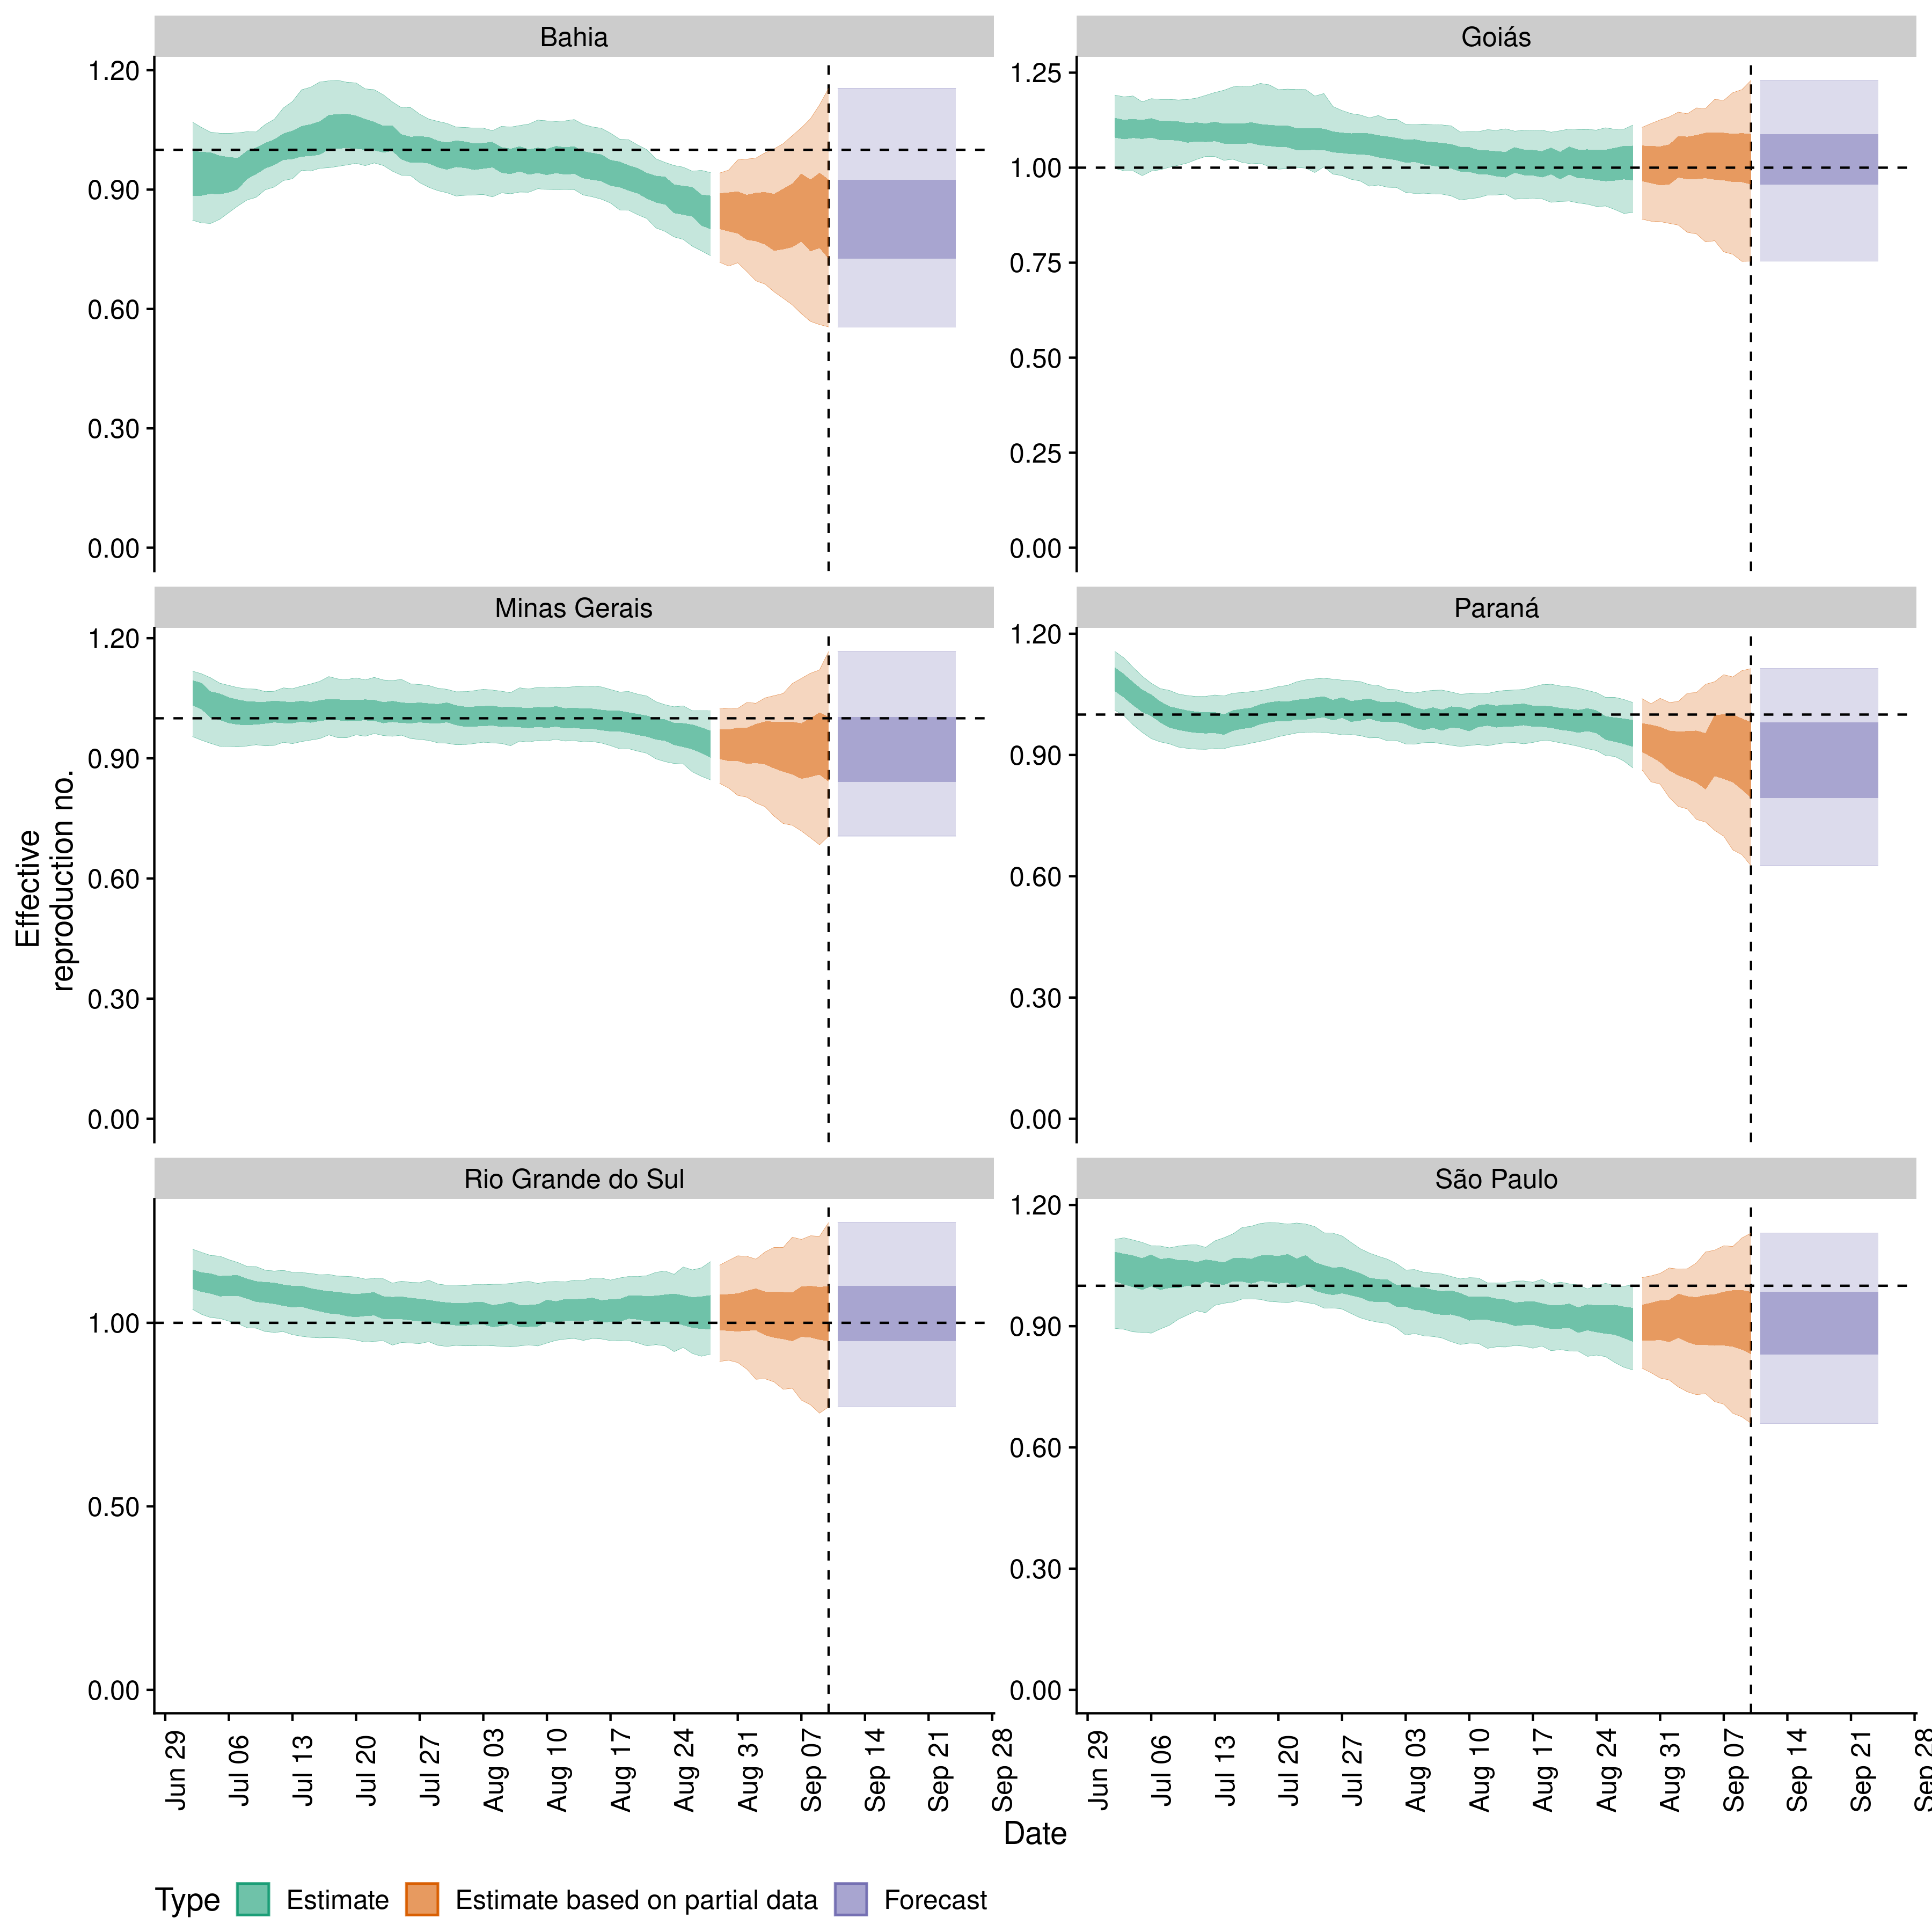 Bahia
Goiás
1.20
0.90
0.60
0.30
0.00
1.25
1.00
0.75
0.50
0.25
0.00
Minas Gerais
Paraná
1.20
0.90
0.60
0.30
0.00
1.20
0.90
0.60
0.30
0.00
Effective
reproduction no.
Rio Grande do Sul
São Paulo
1.00
0.50
0.00
1.20
0.90
0.60
0.30
0.00
Jun 29
Jul 06
Jul 13
Jul 20
Jul 27
Aug 03
Aug 10
Aug 17
Aug 24
Aug 31
Sep 07
Sep 14
Sep 21
Sep 28
Jun 29
Jul 06
Jul 13
Jul 20
Jul 27
Aug 03
Aug 10
Aug 17
Aug 24
Aug 31
Sep 07
Sep 14
Sep 21
Sep 28
Date
Type Estimate Estimate based on partial data Forecast